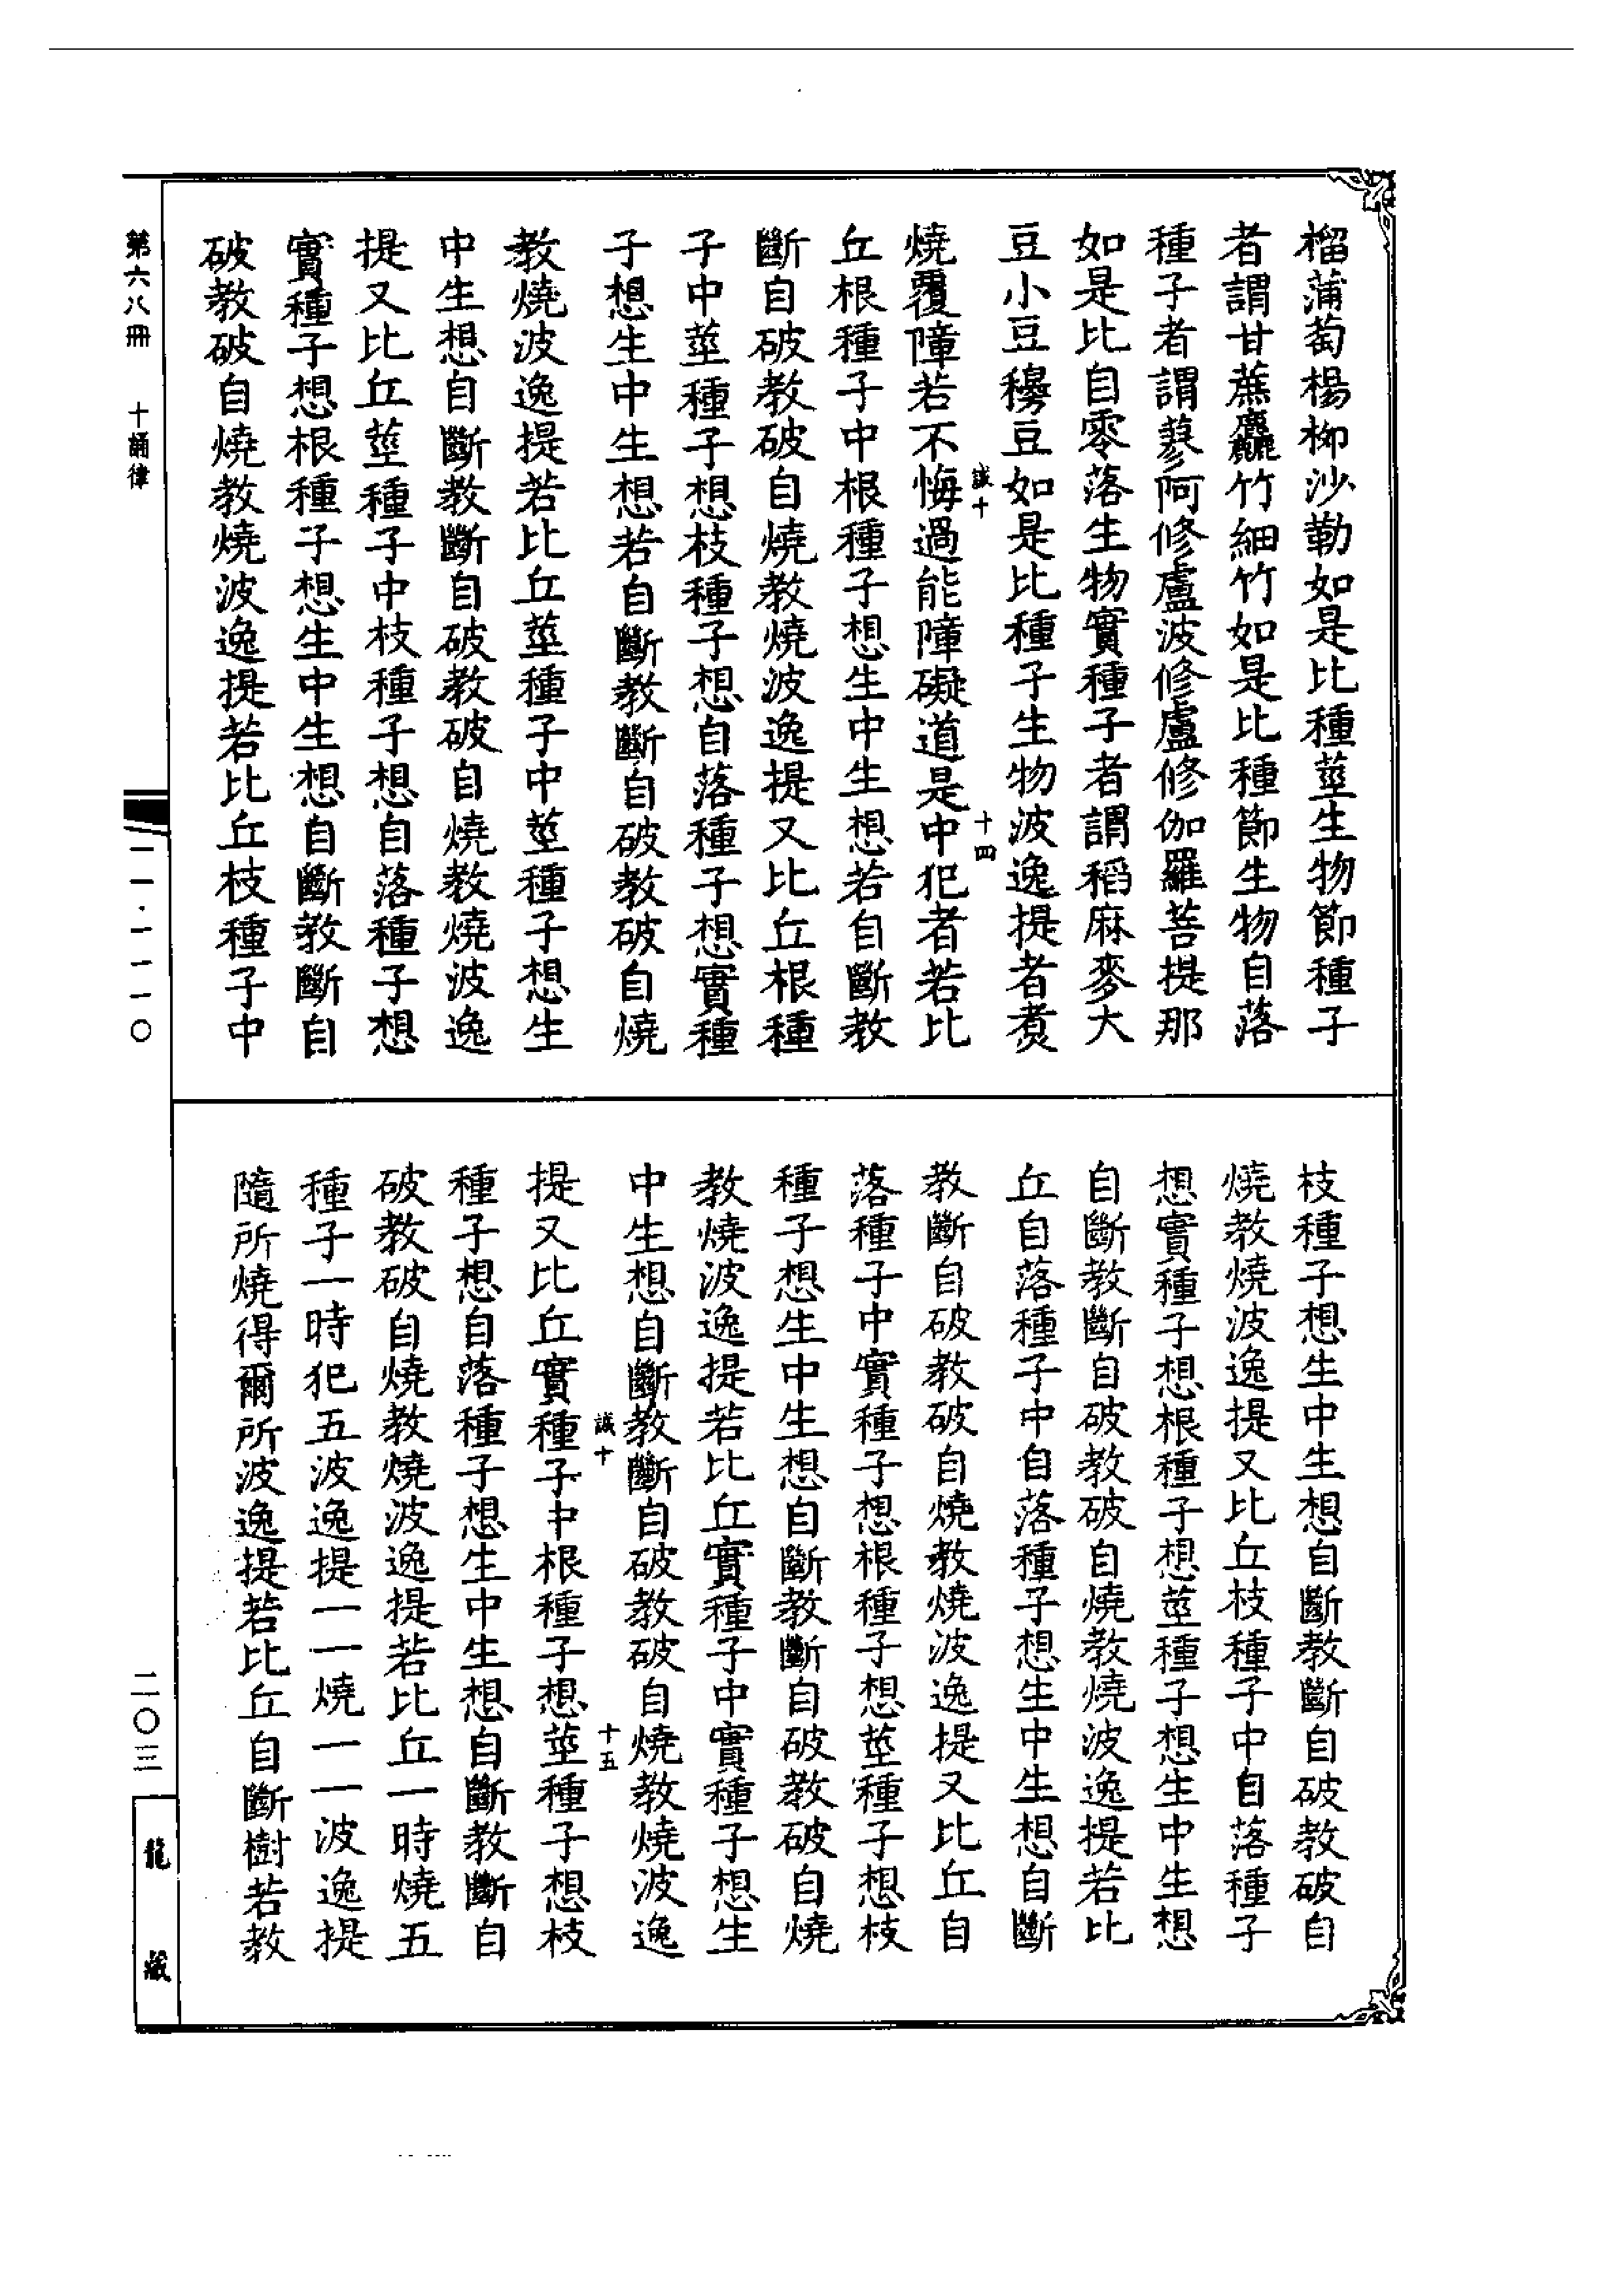 榴蒲萄楊柳沙勒如是比種莖生物節種子
者謂甘蔗麤竹細竹如是比種節生物自落
種子者謂蓼阿修盧波修盧修伽羅菩提那
如是比自零落生物實種子者謂稻麻麥大
豆小豆穭豆如是比種子生物波逸提者煑
誠十
十四
燒覆障若不悔過能障礙道是中犯者若比
丘根種子中根種子想生中生想若自斷教
斷自破教破自燒教燒波逸提又比丘根種
子中莖種子想枝種子想自落種子想實種
子想生中生想若自斷教斷自破教破自燒
教燒波逸提若比丘莖種子中莖種子想生
中生想自斷教斷自破教破自燒教燒波逸
提又比丘莖種子中枝種子想自落種子想
實種子想根種子想生中生想自斷教斷自
破教破自燒教燒波逸提若比丘枝種子中
枝種子想生中生想自斷教斷自破教破自
燒教燒波逸提又比丘枝種子中自落種子
想實種子想根種子想莖種子想生中生想
自斷教斷自破教破自燒教燒波逸提若比
丘自落種子中自落種子想生中生想自斷
教斷自破教破自燒教燒波逸提又比丘自
落種子中實種子想根種子想莖種子想枝
種子想生中生想自斷教斷自破教破自燒
教燒波逸提若比丘實種子中實種子想生
中生想自斷教斷自破教破自燒教燒波逸
誠十
十五
提又比丘實種子中根種子想莖種子想枝
種子想自落種子想生中生想自斷教斷自
破教破自燒教燒波逸提若比丘一時燒五
種子一時犯五波逸提一一燒一一波逸提
隨所燒得爾所波逸提若比丘自斷樹若教
第六八冊 十誦律
一一·一一一〇
二〇三
龍藏